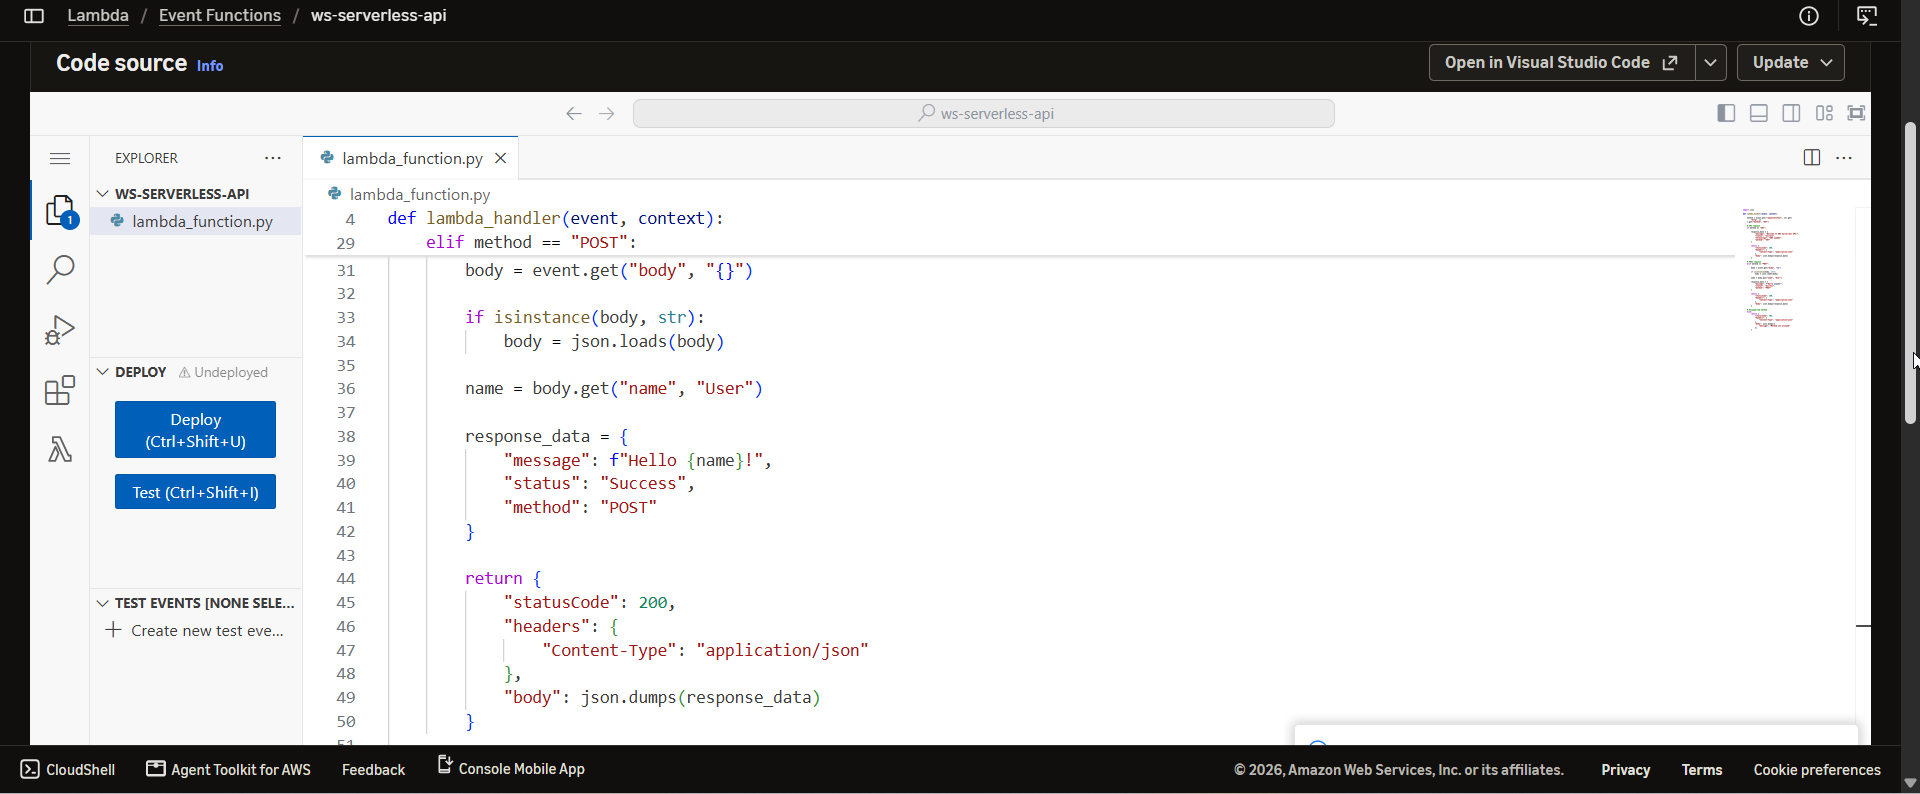 Lambda / Event Functions / ws-serverless-api
Code source Info
Open in Visual Studio Code
Update
ws-serverless-api
EXPLORER
WS-SERVERLESS-API
lambda_function.py
1
DEPLOY Undeployed
Deploy
(Ctrl+Shift+U)
Test (Ctrl+Shift+I)
TEST EVENTS [NONE SELE...
Create new test eve...
lambda_function.py
lambda_function.py
4 def lambda_handler(event, context):
29 elif method == "POST":
31 body = event.get("body", "{}")
32
33 if isinstance(body, str):
34 body = json.loads(body)
35
36 name = body.get("name", "User")
37
38 response_data = {
39 "message": f"Hello {name}!",
40 "status": "Success",
41 "method": "POST"
42 }
43
44 return {
45 "statusCode": 200,
46 "headers": {
47 "Content-Type": "application/json"
48 },
49 "body": json.dumps(response_data)
50 }
CloudShell
Agent Toolkit for AWS
Feedback
Console Mobile App
© 2026, Amazon Web Services, Inc. or its affiliates.
Privacy
Terms
Cookie preferences